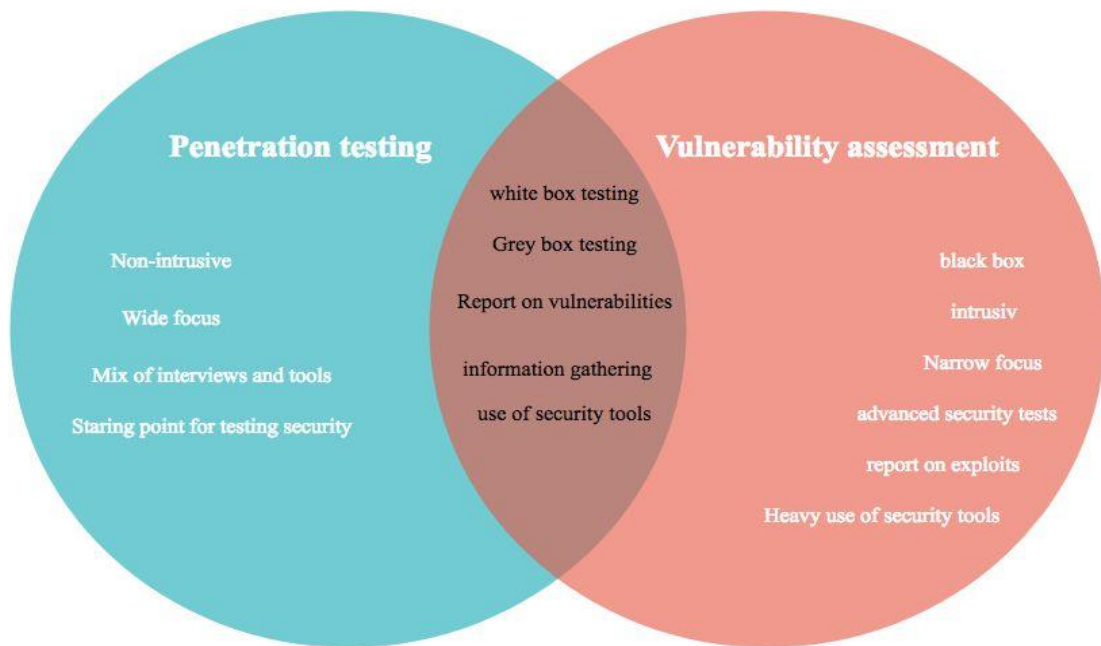 Penetration testing
Non-intrusive
Wide focus
Mix of interviews and tools
Staring point for testing security
white box testing
Grey box testing
Report on vulnerabilities
information gathering
use of security tools
Vulnerability assessment
black box
intrusiv
Narrow focus
advanced security tests
report on exploits
Heavy use of security tools